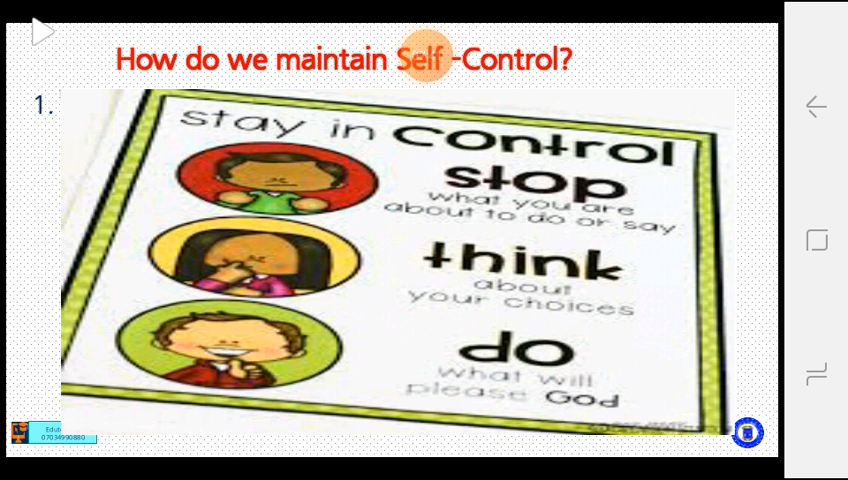 How do we maintain Self -Control?
1.
stay in control
stop
what you are
about to do or say
think
about
your choices
do
what will
please God
07034990880